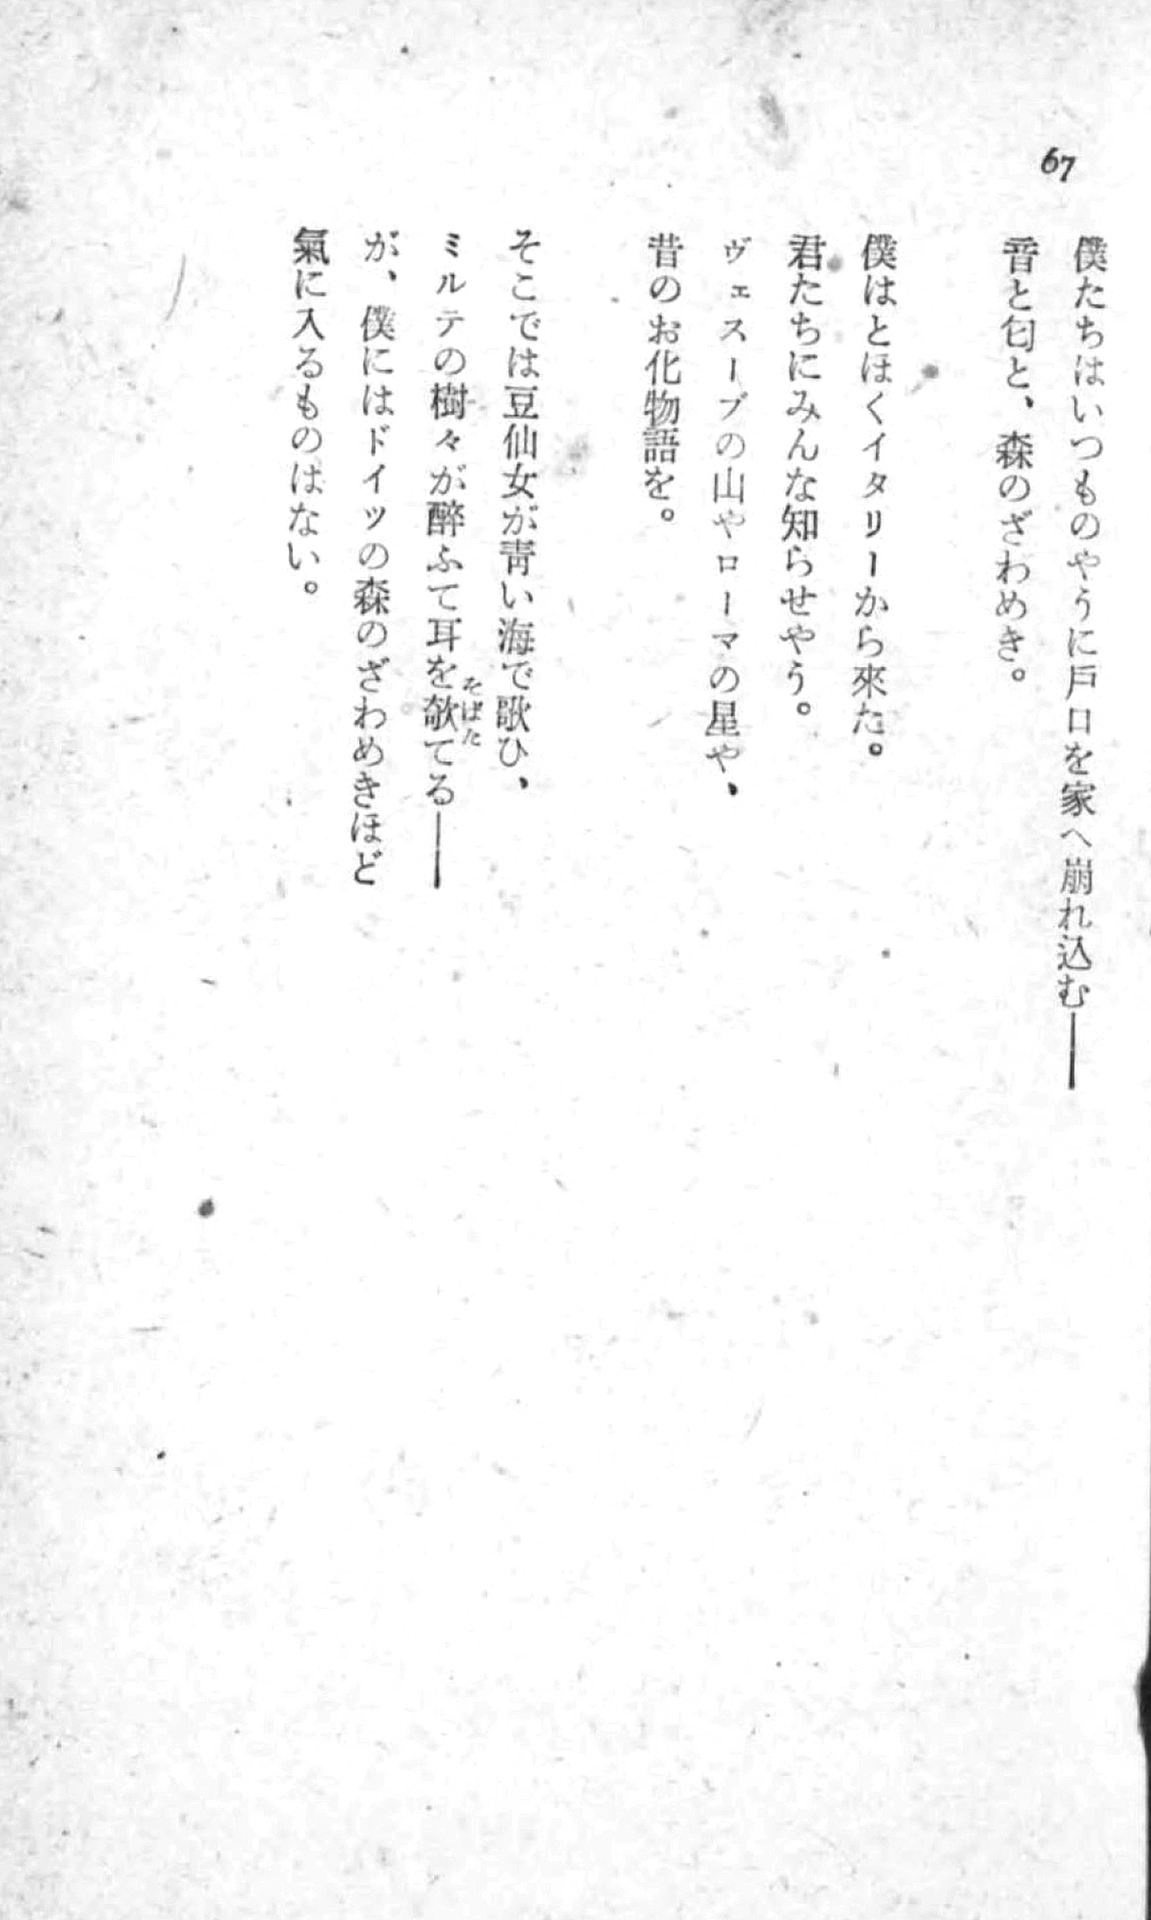 67
僕たちはいつものやうに戸口を家へ崩れ込む――
音と匂と、森のざわめき。
僕はとほくイタリーから來た。
君たちにみんな知らせやう。
ヴェスーブの山やローマの星や、
昔のお化物語を。
そこでは豆仙女が靑い海で歌ひ、
ミルテの樹々が醉ふて耳を欹てる――
そばた
が、僕にはドイツの森のざわめきほど
氣に入るものはない。